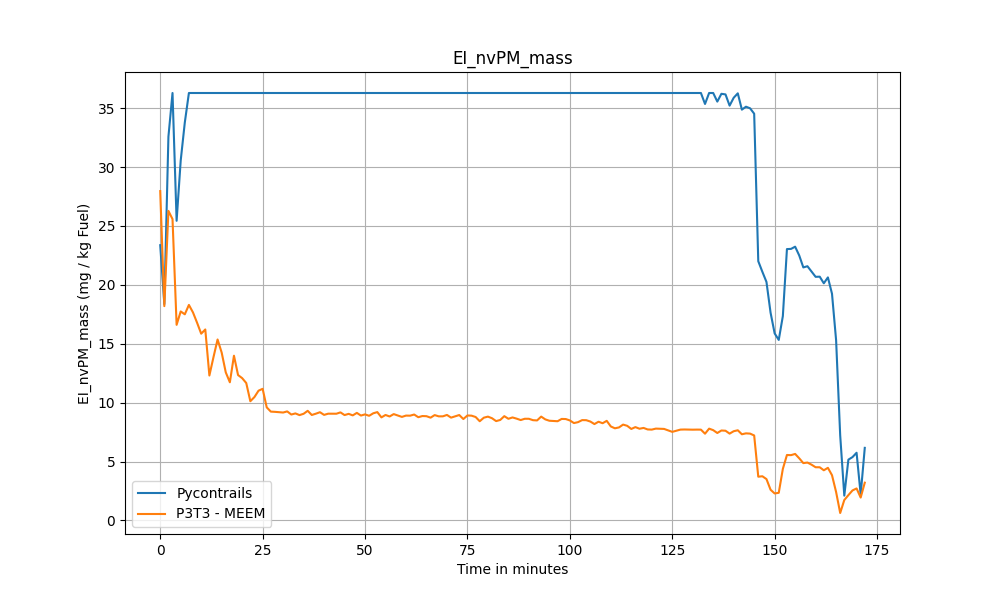 EI_nvPM_mass
EI_nvPM_mass (mg / kg Fuel)
35
30
25
20
15
10
5
0
Pycontrails
P3T3 - MEEM
0 25 50 75 100 125 150 175
Time in minutes